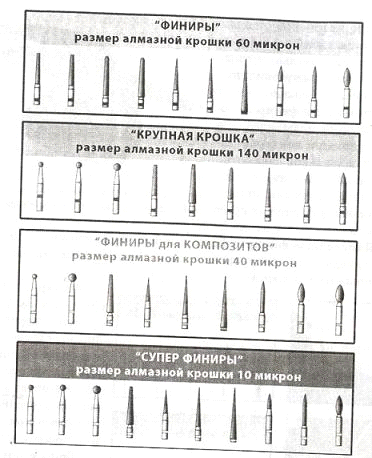 "ФИНИРЫ"
размер алмазной крошки 60 микрон
"КРУПНАЯ КРОШКА"
размер алмазной крошки 140 микрон
"ФИНИРЫ для КОМПОЗИТОВ"
размер алмазной крошки 40 микрон
"СУПЕР ФИНИРЫ"
размер алмазной крошки 10 микрон